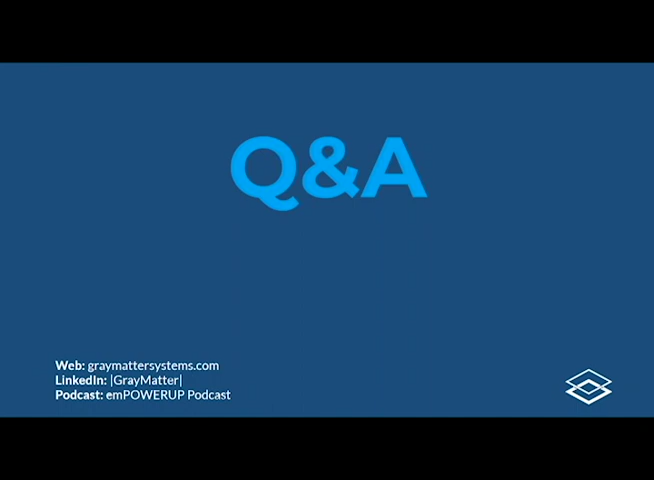 Q&A
Web: graymattersystems.com
LinkedIn: |GrayMatter|
Podcast: emPOWERUP Podcast